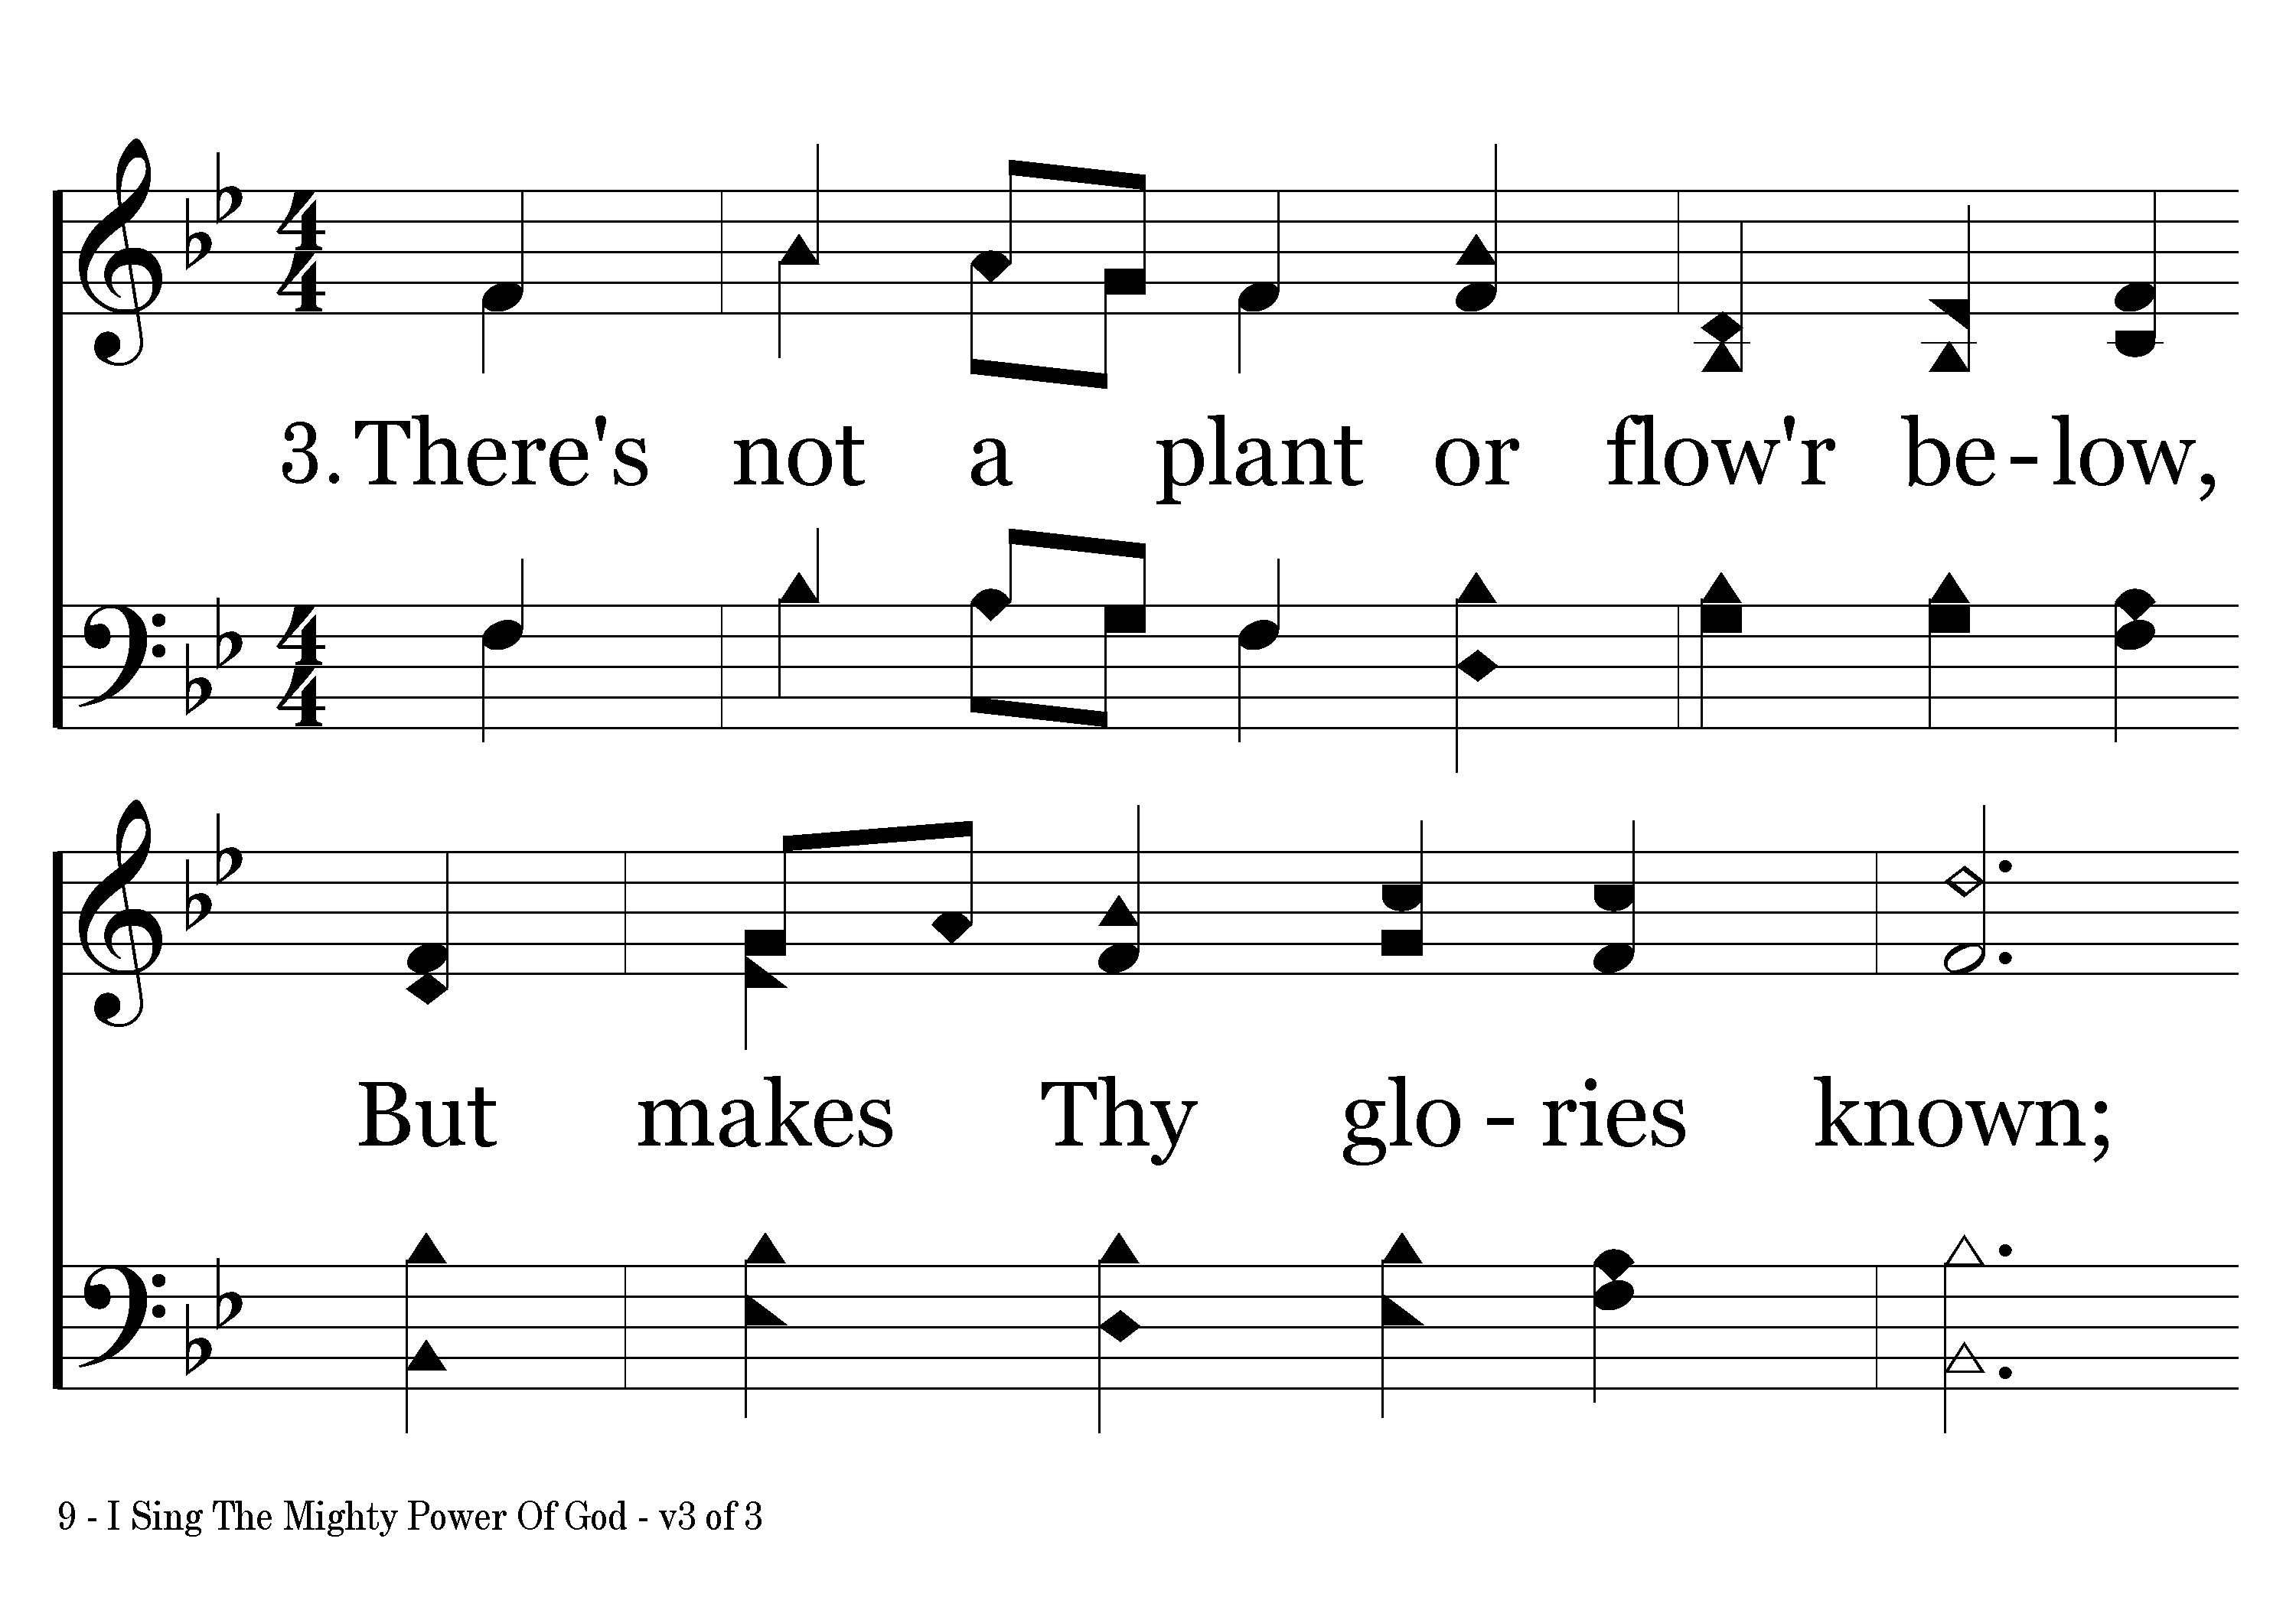 3. There's not a plant or flow'r be-low,
But makes Thy glo-ries known;
9 - I Sing The Mighty Power Of God - v3 of 3